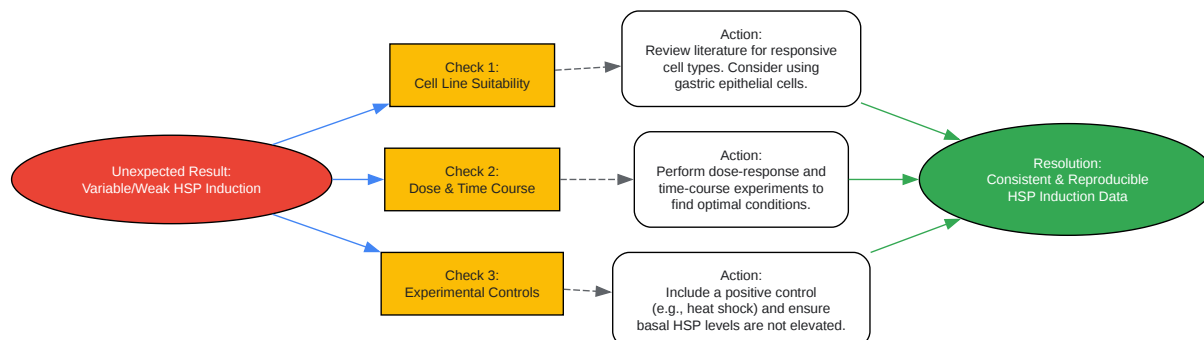 Unexpected Result:
Variable/Weak HSP Induction
Check 1:
Cell Line Suitability
Action:
Review literature for responsive
cell types. Consider using
gastric epithelial cells.
Check 2:
Dose & Time Course
Action:
Perform dose-response and
time-course experiments to
find optimal conditions.
Check 3:
Experimental Controls
Action:
Include a positive control
(e.g., heat shock) and ensure
basal HSP levels are not elevated.
Resolution:
Consistent & Reproducible
HSP Induction Data